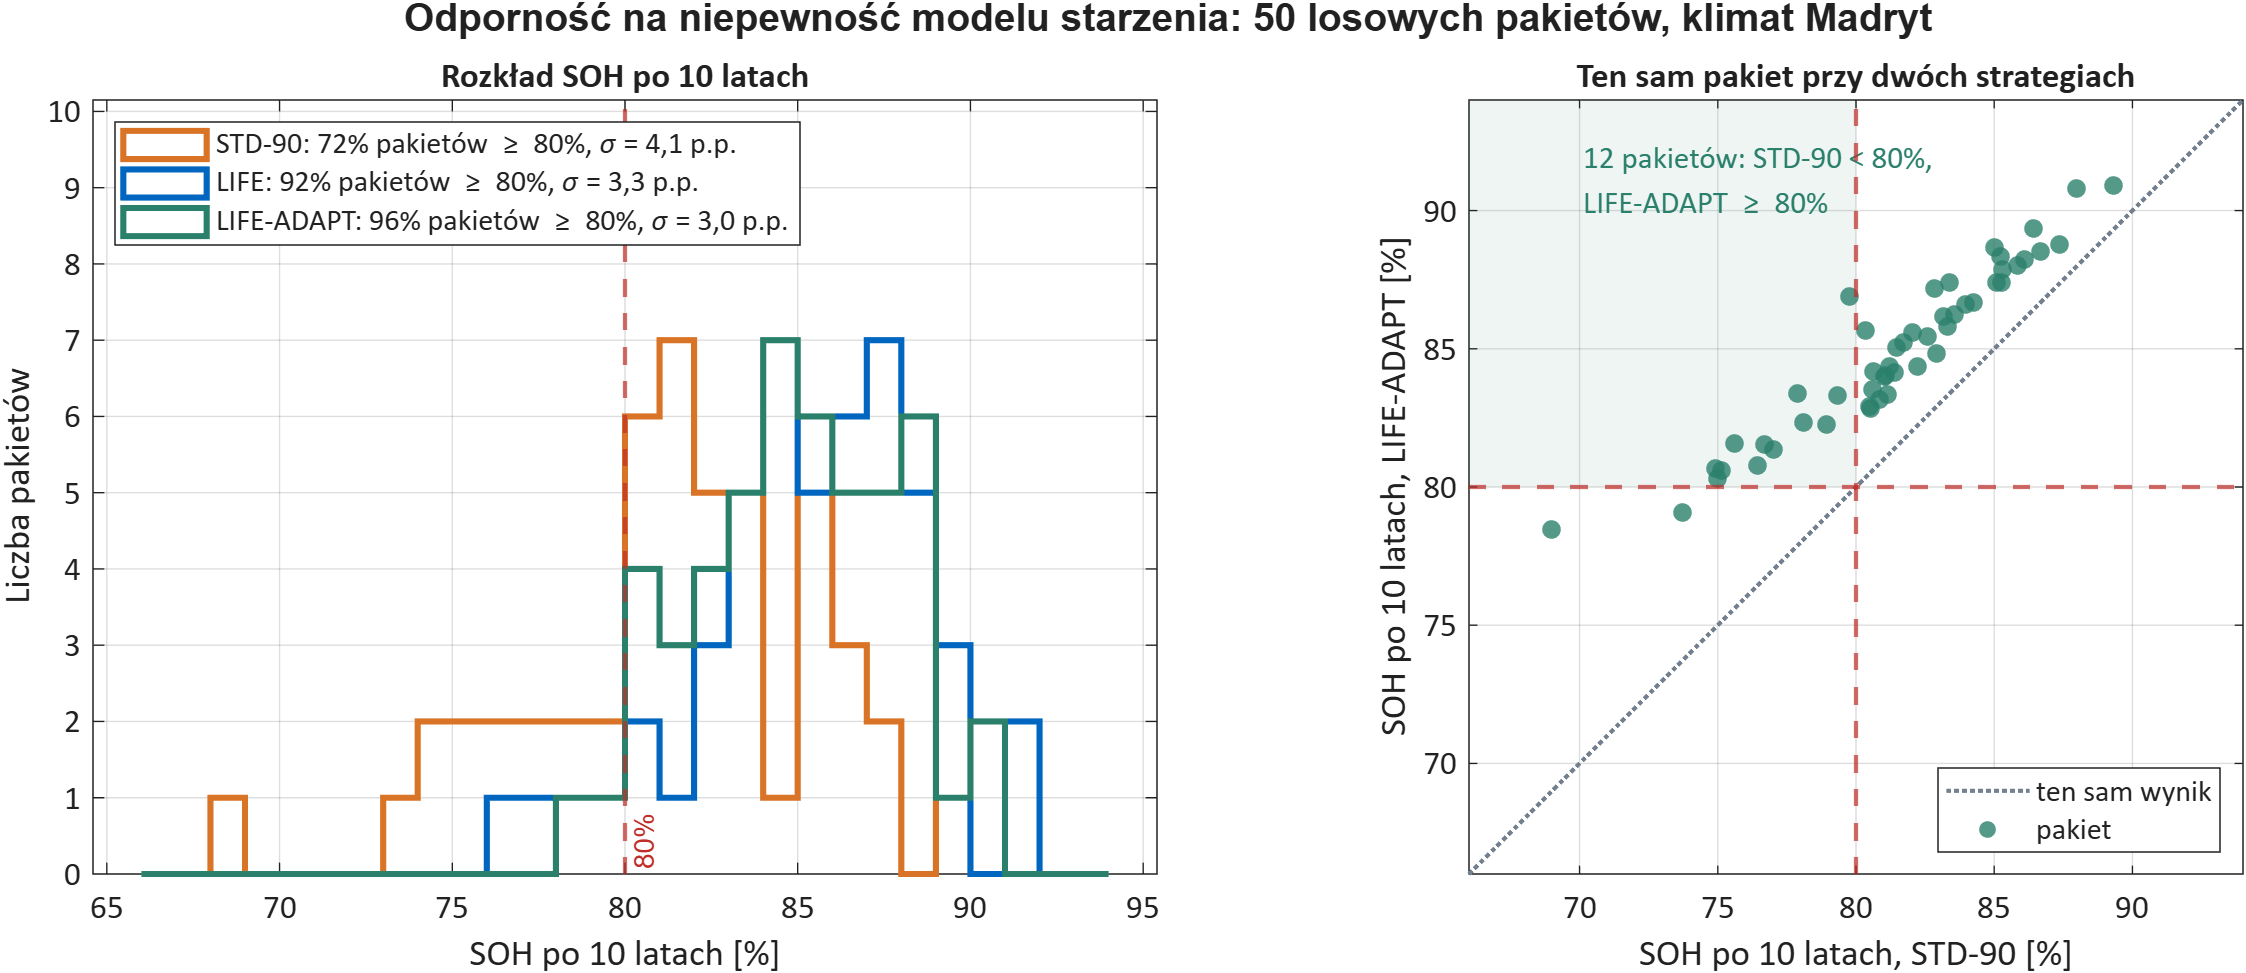 Odporność na niepewność modelu starzenia: 50 losowych pakietów, klimat Madryt
Rozkład SOH po 10 latach
Liczba pakietów
10
9
8
7
6
5
4
3
2
1
0
STD-90: 72% pakietów ≥ 80%, σ = 4,1 p.p.
LIFE: 92% pakietów ≥ 80%, σ = 3,3 p.p.
LIFE-ADAPT: 96% pakietów ≥ 80%, σ = 3,0 p.p.
80%
65 70 75 80 85 90 95
SOH po 10 latach [%]
Ten sam pakiet przy dwóch strategiach
SOH po 10 latach, LIFE-ADAPT [%]
90
85
80
75
70
12 pakietów: STD-90 < 80%,
LIFE-ADAPT ≥ 80%
ten sam wynik
pakiet
70 75 80 85 90
SOH po 10 latach, STD-90 [%]